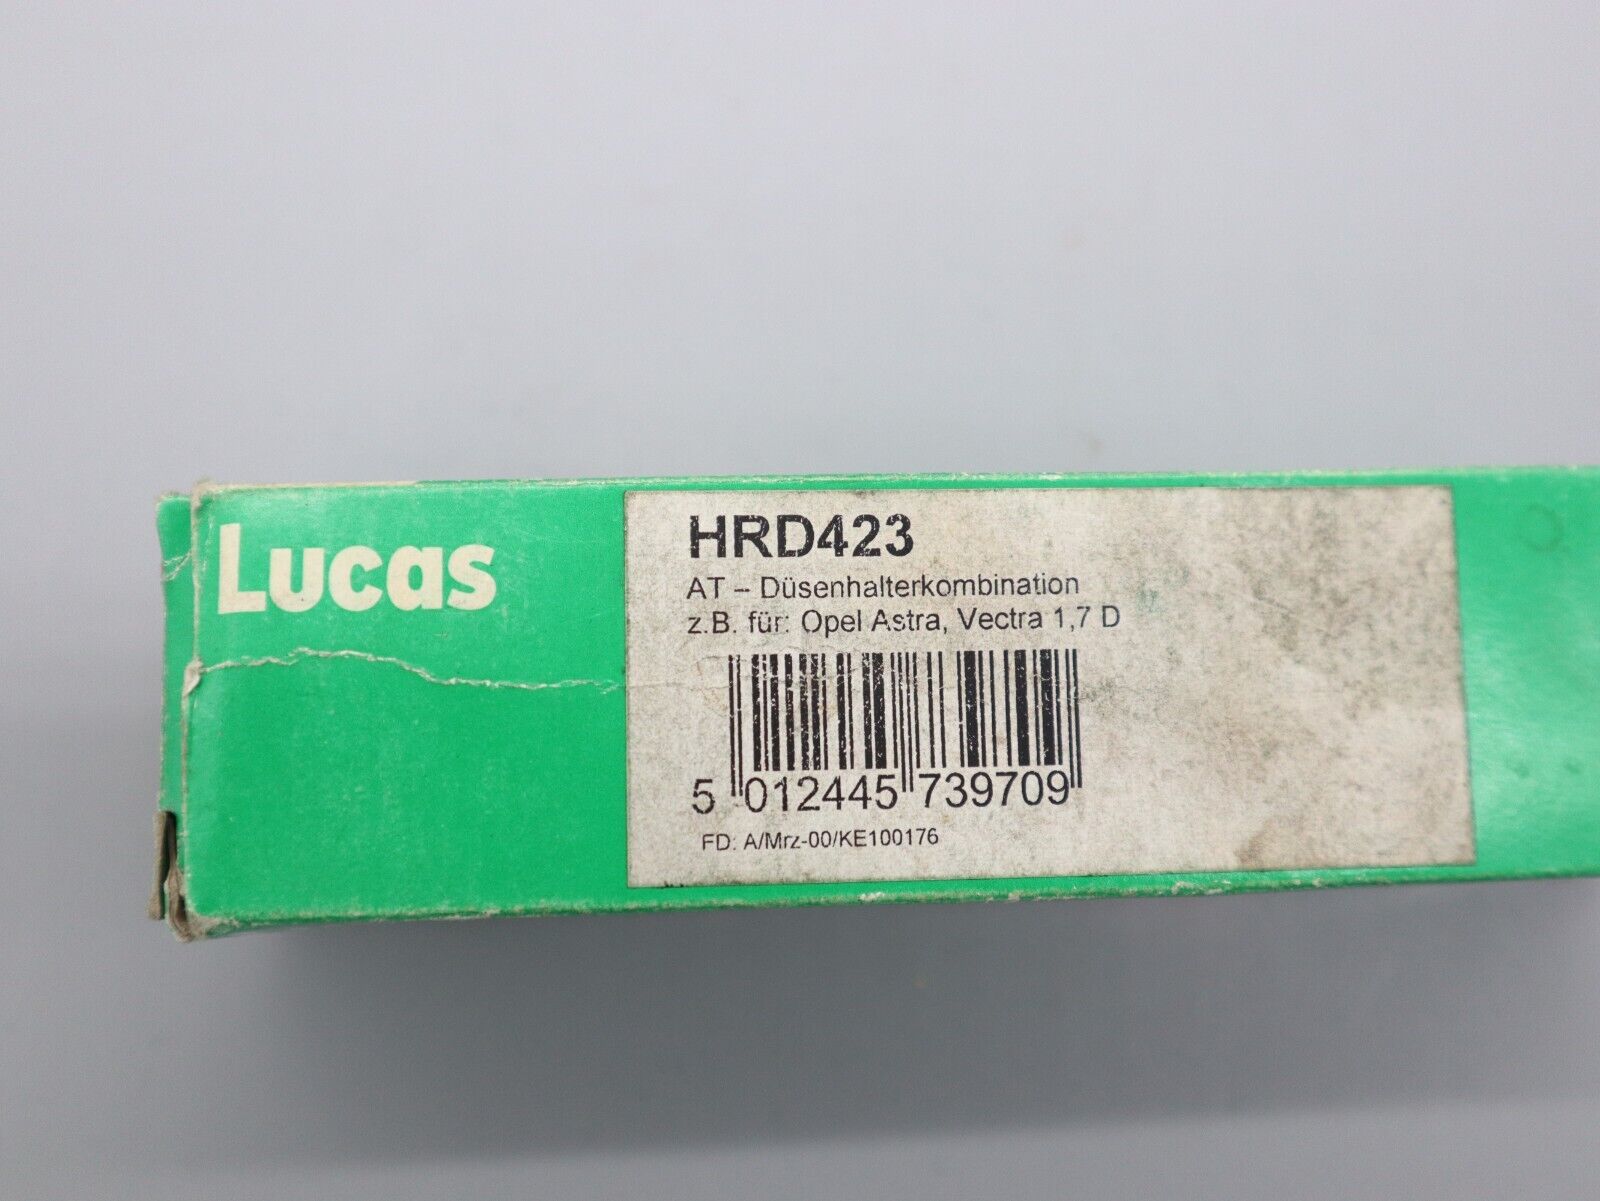 Lucas
HRD423
AT – Düsenhalterkombination
z.B. für: Opel Astra, Vectra 1,7 D
5 012445 739709
FD: A/Mrz-00/KE100176